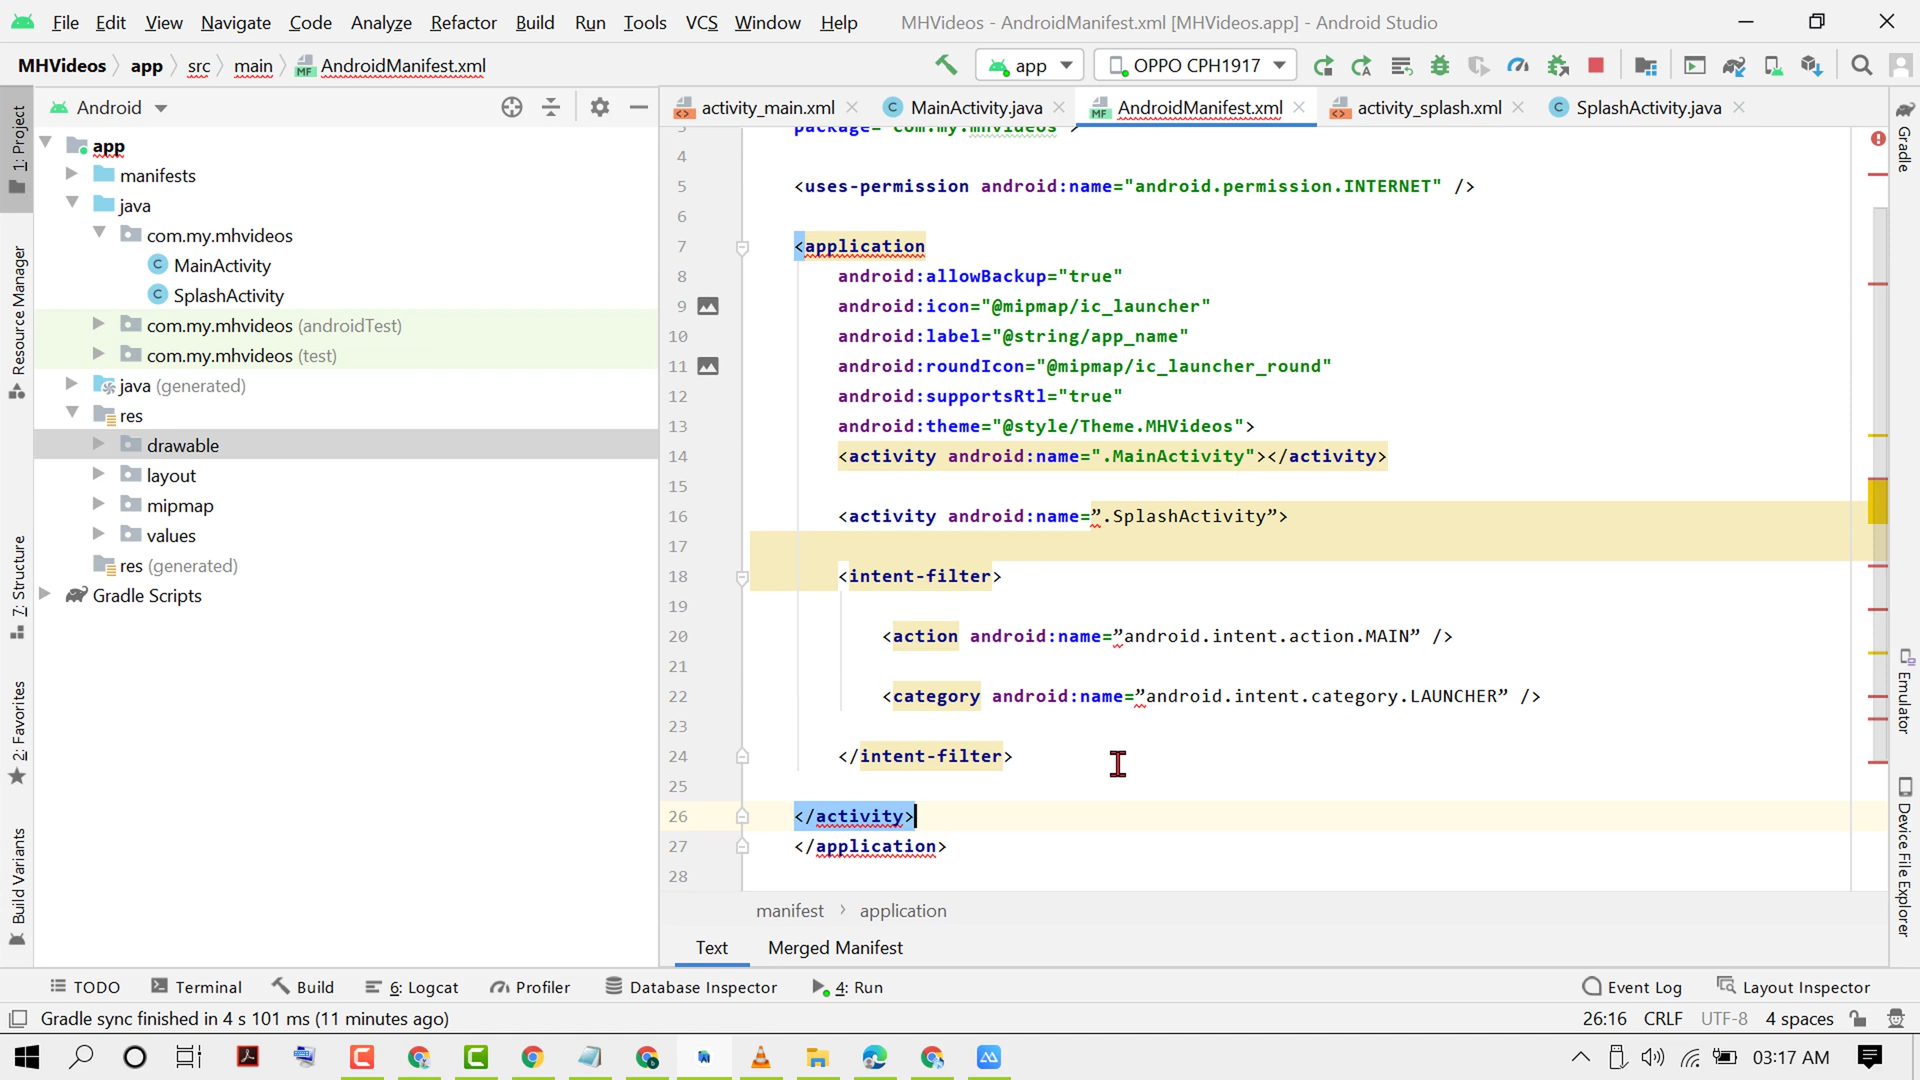 File Edit View Navigate Code Analyze Refactor Build Run Tools VCS Window Help MHVideos - AndroidManifest.xml [MHVideos.app] - Android Studio
MHVideos app src main AndroidManifest.xml app OPPO CPH1917
Android activity_main.xml MainActivity.java AndroidManifest.xml activity_splash.xml SplashActivity.java
1: Project
Resource Manager
7: Structure
2: Favorites
Build Variants
app
manifests
java
com.my.mhvideos
MainActivity
SplashActivity
com.my.mhvideos (androidTest)
com.my.mhvideos (test)
java (generated)
res
drawable
layout
mipmap
values
res (generated)
Gradle Scripts
3 package="com.my.mhvideos">
4
5 <uses-permission android:name="android.permission.INTERNET" />
6
7 <application
8 android:allowBackup="true"
9 android:icon="@mipmap/ic_launcher"
10 android:label="@string/app_name"
11 android:roundIcon="@mipmap/ic_launcher_round"
12 android:supportsRtl="true"
13 android:theme="@style/Theme.MHVideos">
14 <activity android:name=".MainActivity"></activity>
15
16 <activity android:name=”.SplashActivity”>
17
18 <intent-filter>
19
20 <action android:name=”android.intent.action.MAIN” />
21
22 <category android:name=”android.intent.category.LAUNCHER” />
23
24 </intent-filter>
25
26 </activity>
27 </application>
28
manifest application
Text Merged Manifest
Gradle
Emulator
Device File Explorer
TODO Terminal Build 6: Logcat Profiler Database Inspector 4: Run Event Log Layout Inspector
Gradle sync finished in 4 s 101 ms (11 minutes ago) 26:16 CRLF UTF-8 4 spaces
03:17 AM